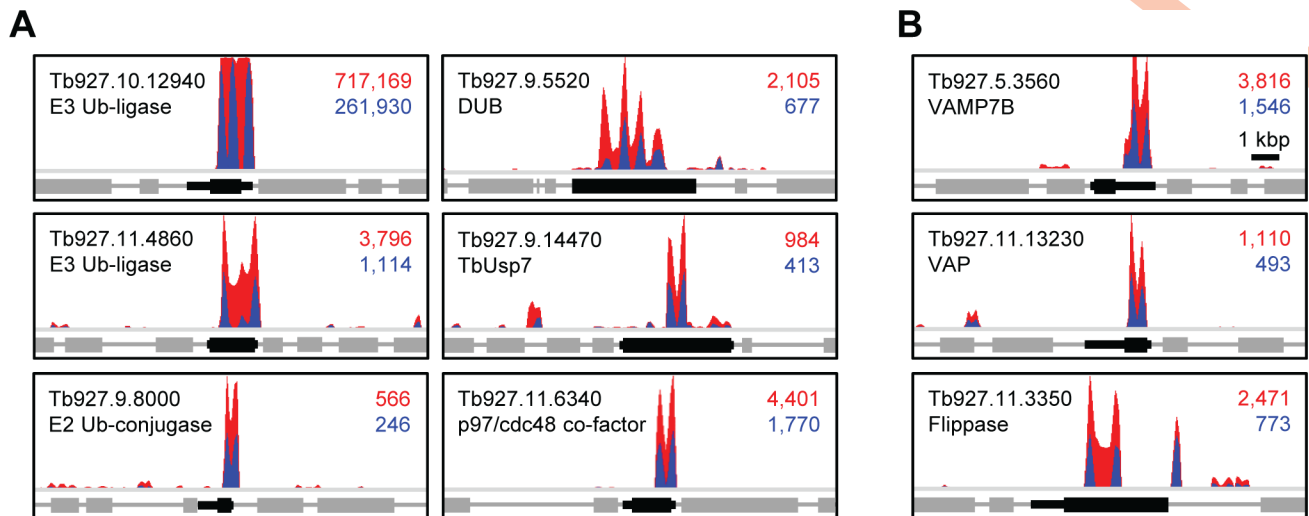 A
B
Tb927.10.12940
717,169
E3 Ub-ligase
261,930
Tb927.9.5520
2,105
DUB
677
Tb927.5.3560
3,816
VAMP7B
1,546
1 kbp
Tb927.11.4860
3,796
E3 Ub-ligase
1,114
Tb927.9.14470
984
TbUsp7
413
Tb927.11.13230
1,110
VAP
493
Tb927.9.8000
566
E2 Ub-conjugase
246
Tb927.11.6340
4,401
p97/cdc48 co-factor
1,770
Tb927.11.3350
2,471
Flippase
773